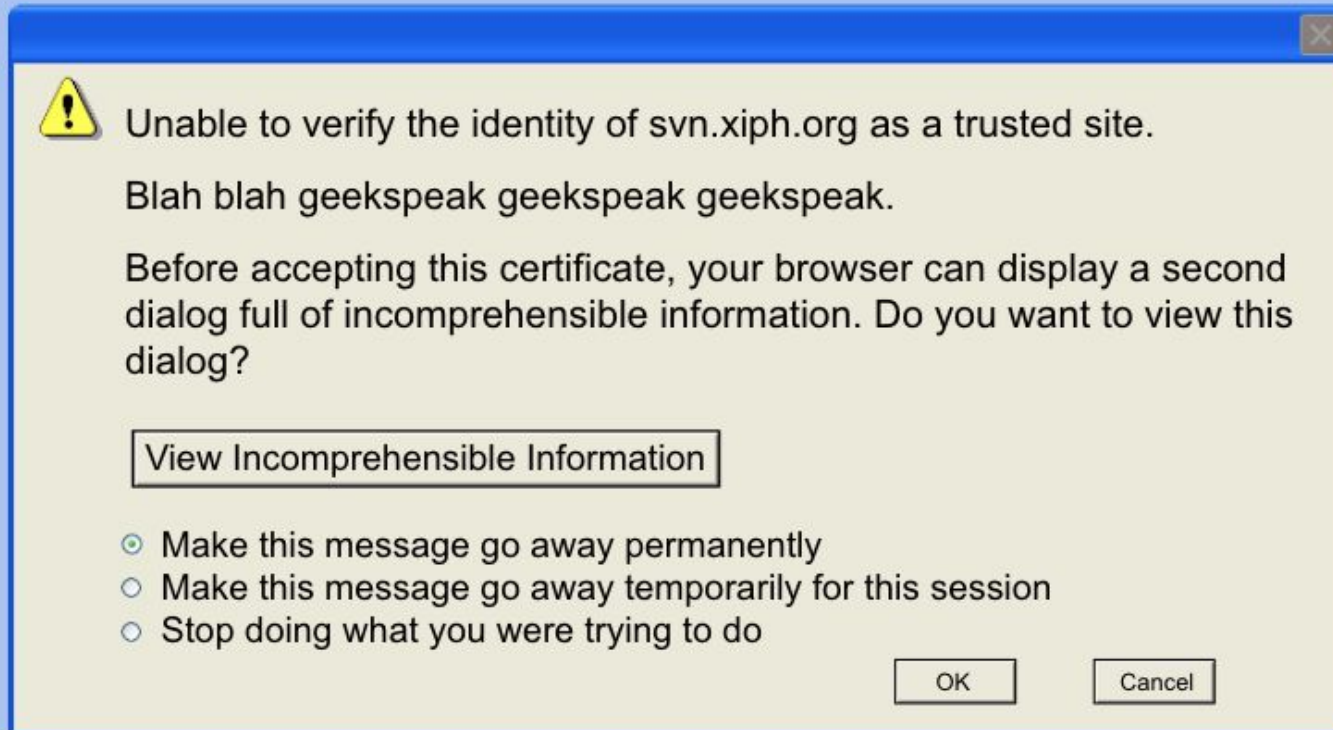 Unable to verify the identity of svn.xiph.org as a trusted site.
Blah blah geekspeak geekspeak geekspeak.
Before accepting this certificate, your browser can display a second
dialog full of incomprehensible information. Do you want to view this
dialog?
View Incomprehensible Information
Make this message go away permanently
Make this message go away temporarily for this session
Stop doing what you were trying to do
OK Cancel